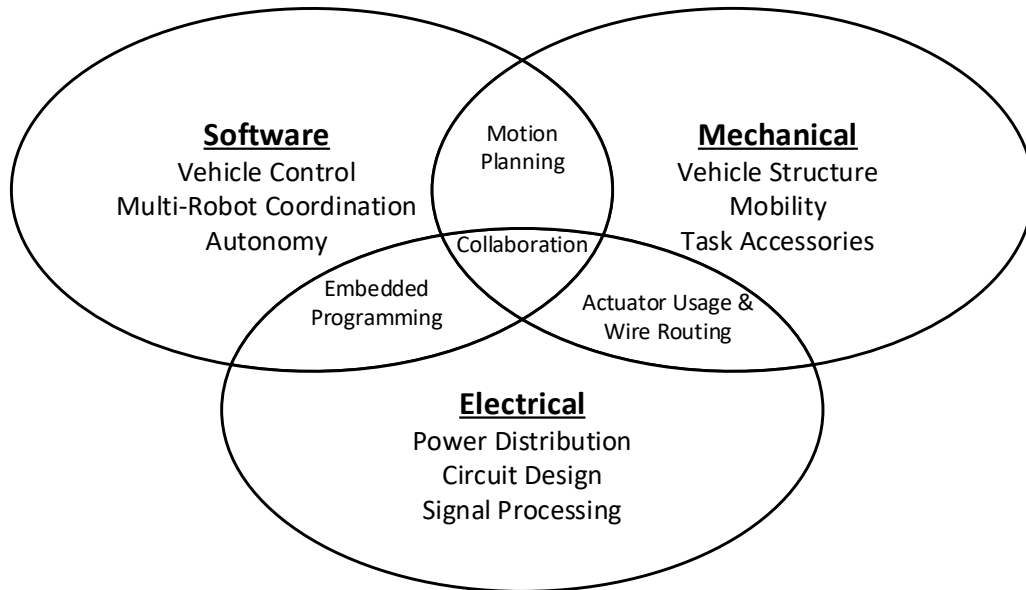 Software
Vehicle Control
Multi-Robot Coordination
Autonomy
Motion
Planning
Mechanical
Vehicle Structure
Mobility
Task Accessories
Collaboration
Embedded
Programming
Actuator Usage &
Wire Routing
Electrical
Power Distribution
Circuit Design
Signal Processing